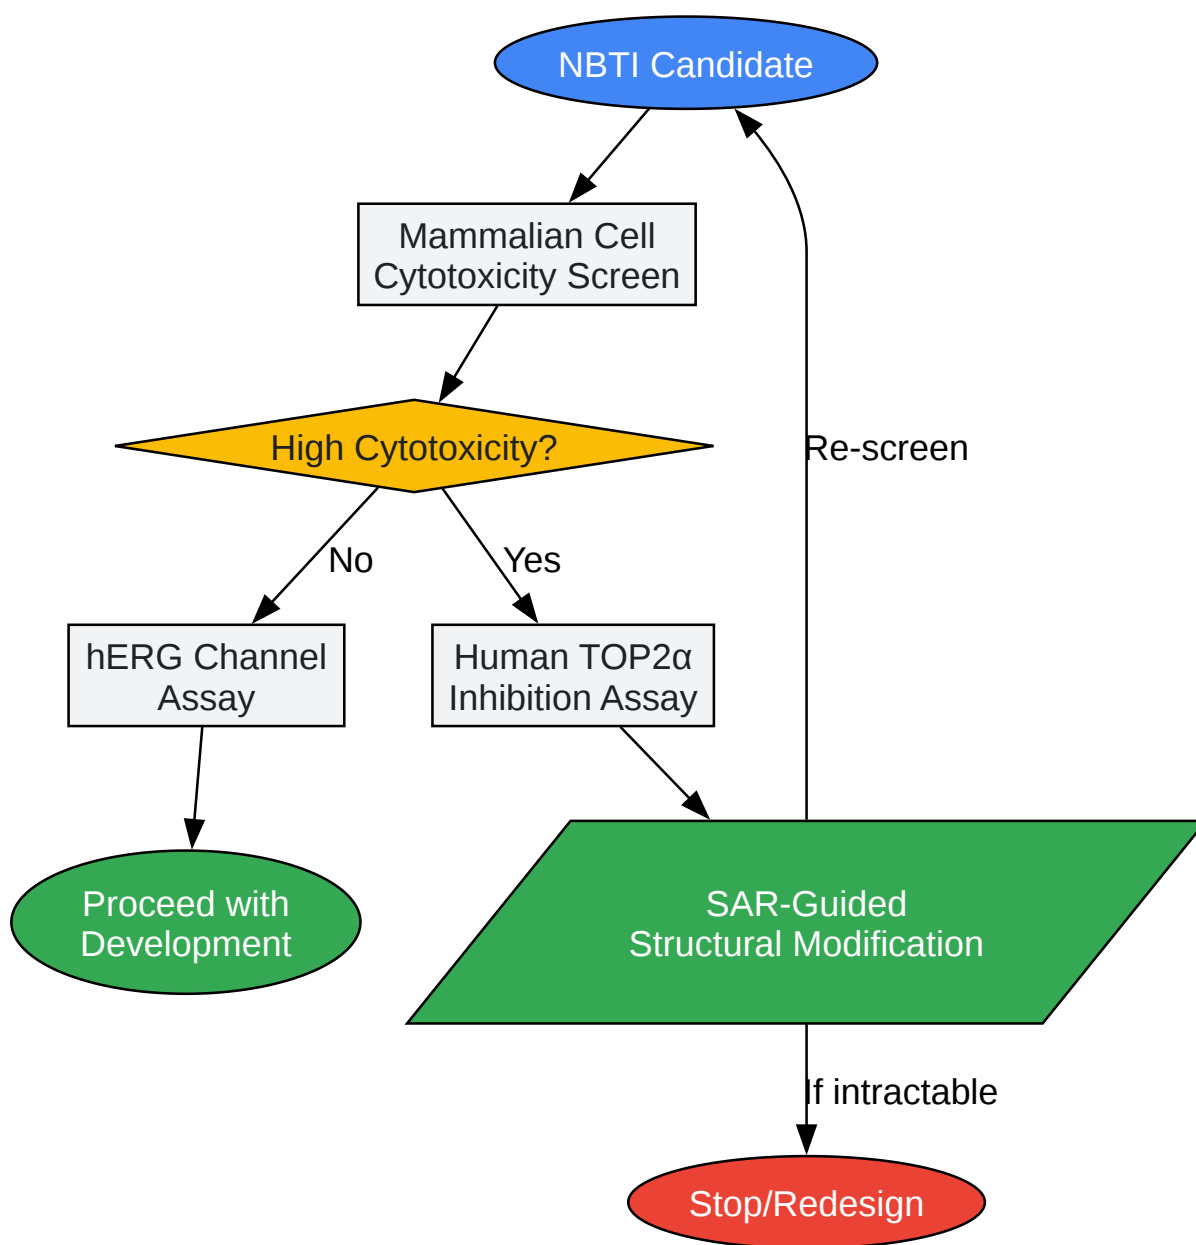 NBTI Candidate
Mammalian Cell
Cytotoxicity Screen
High Cytotoxicity?
Re-screen
No
Yes
hERG Channel
Assay
Human TOP2α
Inhibition Assay
Proceed with
Development
SAR-Guided
Structural Modification
If intractable
Stop/Redesign